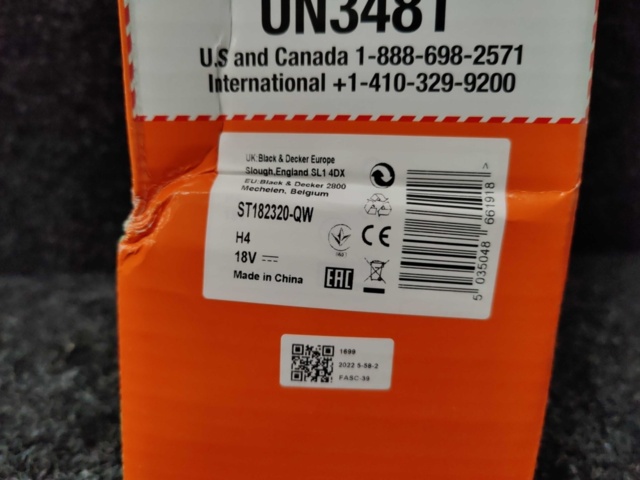 UN3481
U.S and Canada 1-888-698-2571
International +1-410-329-9200
UK:Black & Decker Europe
Slough,England SL1 4DX
EU:Black & Decker 2800
Mechelen, Belgium
ST182320-QW
H4
18V
Made in China
CE
EAC
5 035048 661918 >
1699
2022 5-58-2
FASC-39